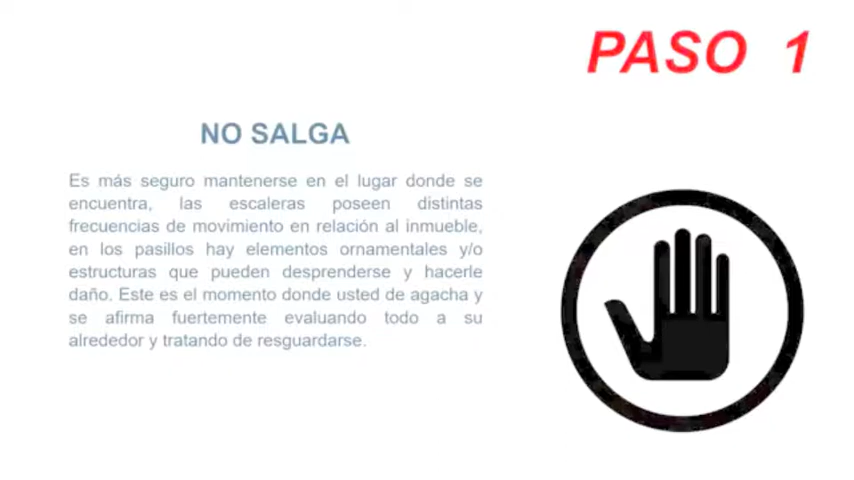 PASO 1
NO SALGA
Es más seguro mantenerse en el lugar donde se
encuentra, las escaleras poseen distintas
frecuencias de movimiento en relación al inmueble,
en los pasillos hay elementos ornamentales y/o
estructuras que pueden desprenderse y hacerle
daño. Este es el momento donde usted de agacha y
se afirma fuertemente evaluando todo a su
alrededor y tratando de resguardarse.